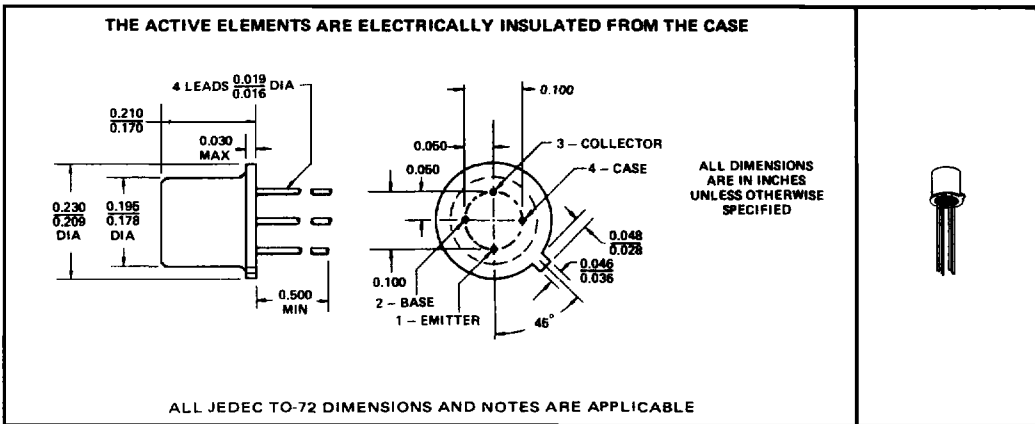 THE ACTIVE ELEMENTS ARE ELECTRICALLY INSULATED FROM THE CASE
4 LEADS 0.019 DIA
0.016
0.210
0.170
0.030
MAX
0.230
0.209
DIA
0.195
0.178
DIA
0.500
MIN
0.100
0.050
0.050
3 – COLLECTOR
4 – CASE
0.048
0.028
0.046
0.036
0.100
2 – BASE
1 – EMITTER
45°
ALL DIMENSIONS
ARE IN INCHES
UNLESS OTHERWISE
SPECIFIED
ALL JEDEC TO-72 DIMENSIONS AND NOTES ARE APPLICABLE